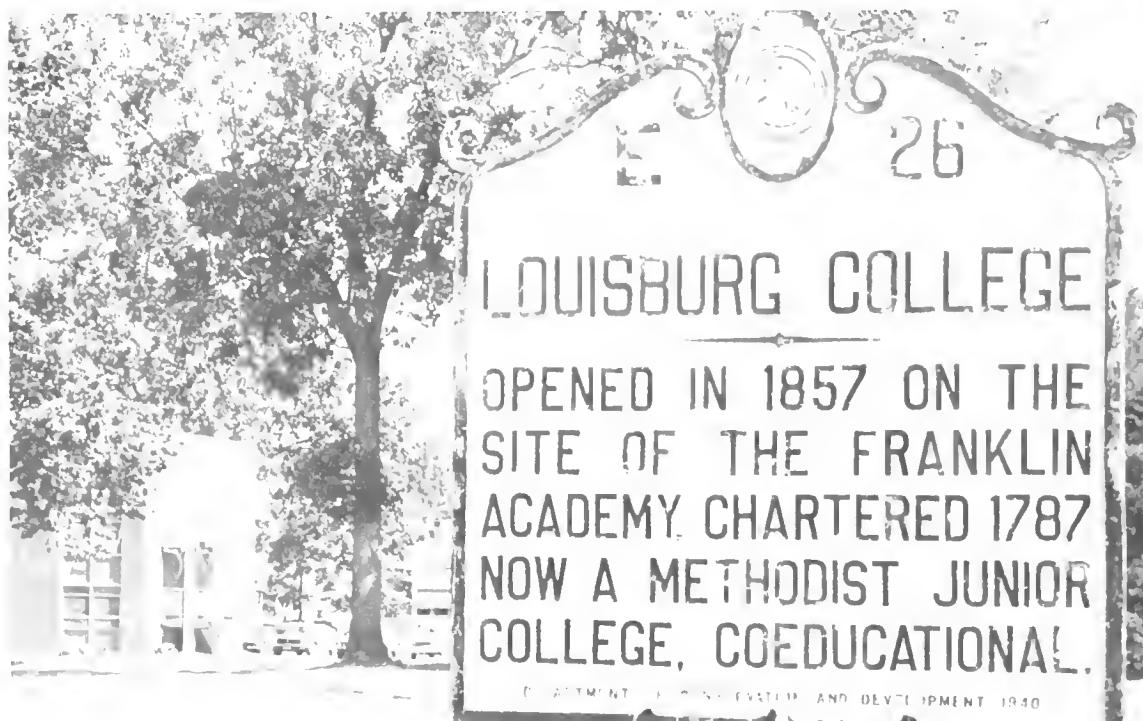 E 26
LOUISBURG COLLEGE
OPENED IN 1857 ON THE
SITE OF THE FRANKLIN
ACADEMY, CHARTERED 1787
NOW A METHODIST JUNIOR
COLLEGE, COEDUCATIONAL.
AND DEVELOPMENT 1940